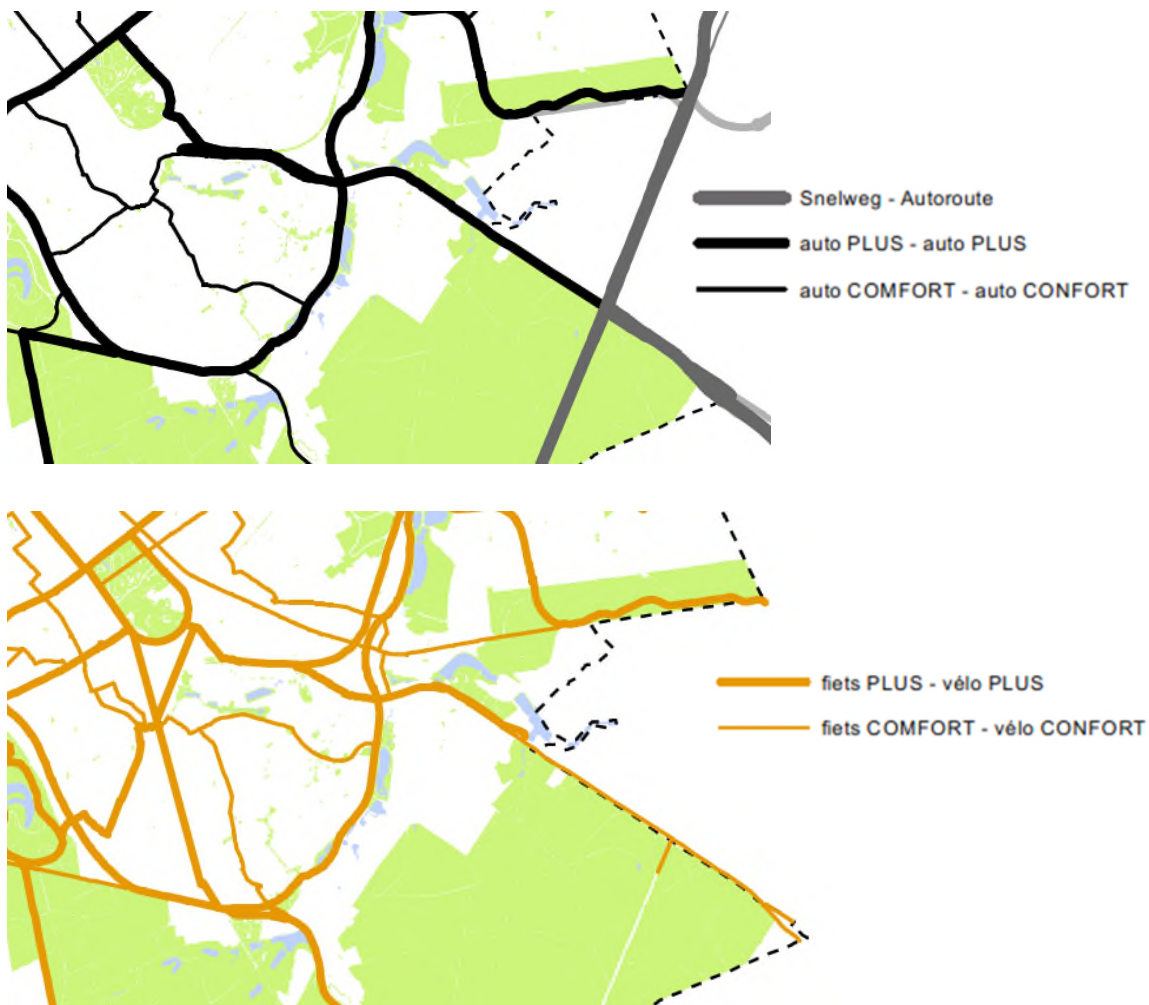 Snelweg - Autoroute
auto PLUS - auto PLUS
auto COMFORT - auto CONFORT
fiets PLUS - vélo PLUS
fiets COMFORT - vélo CONFORT